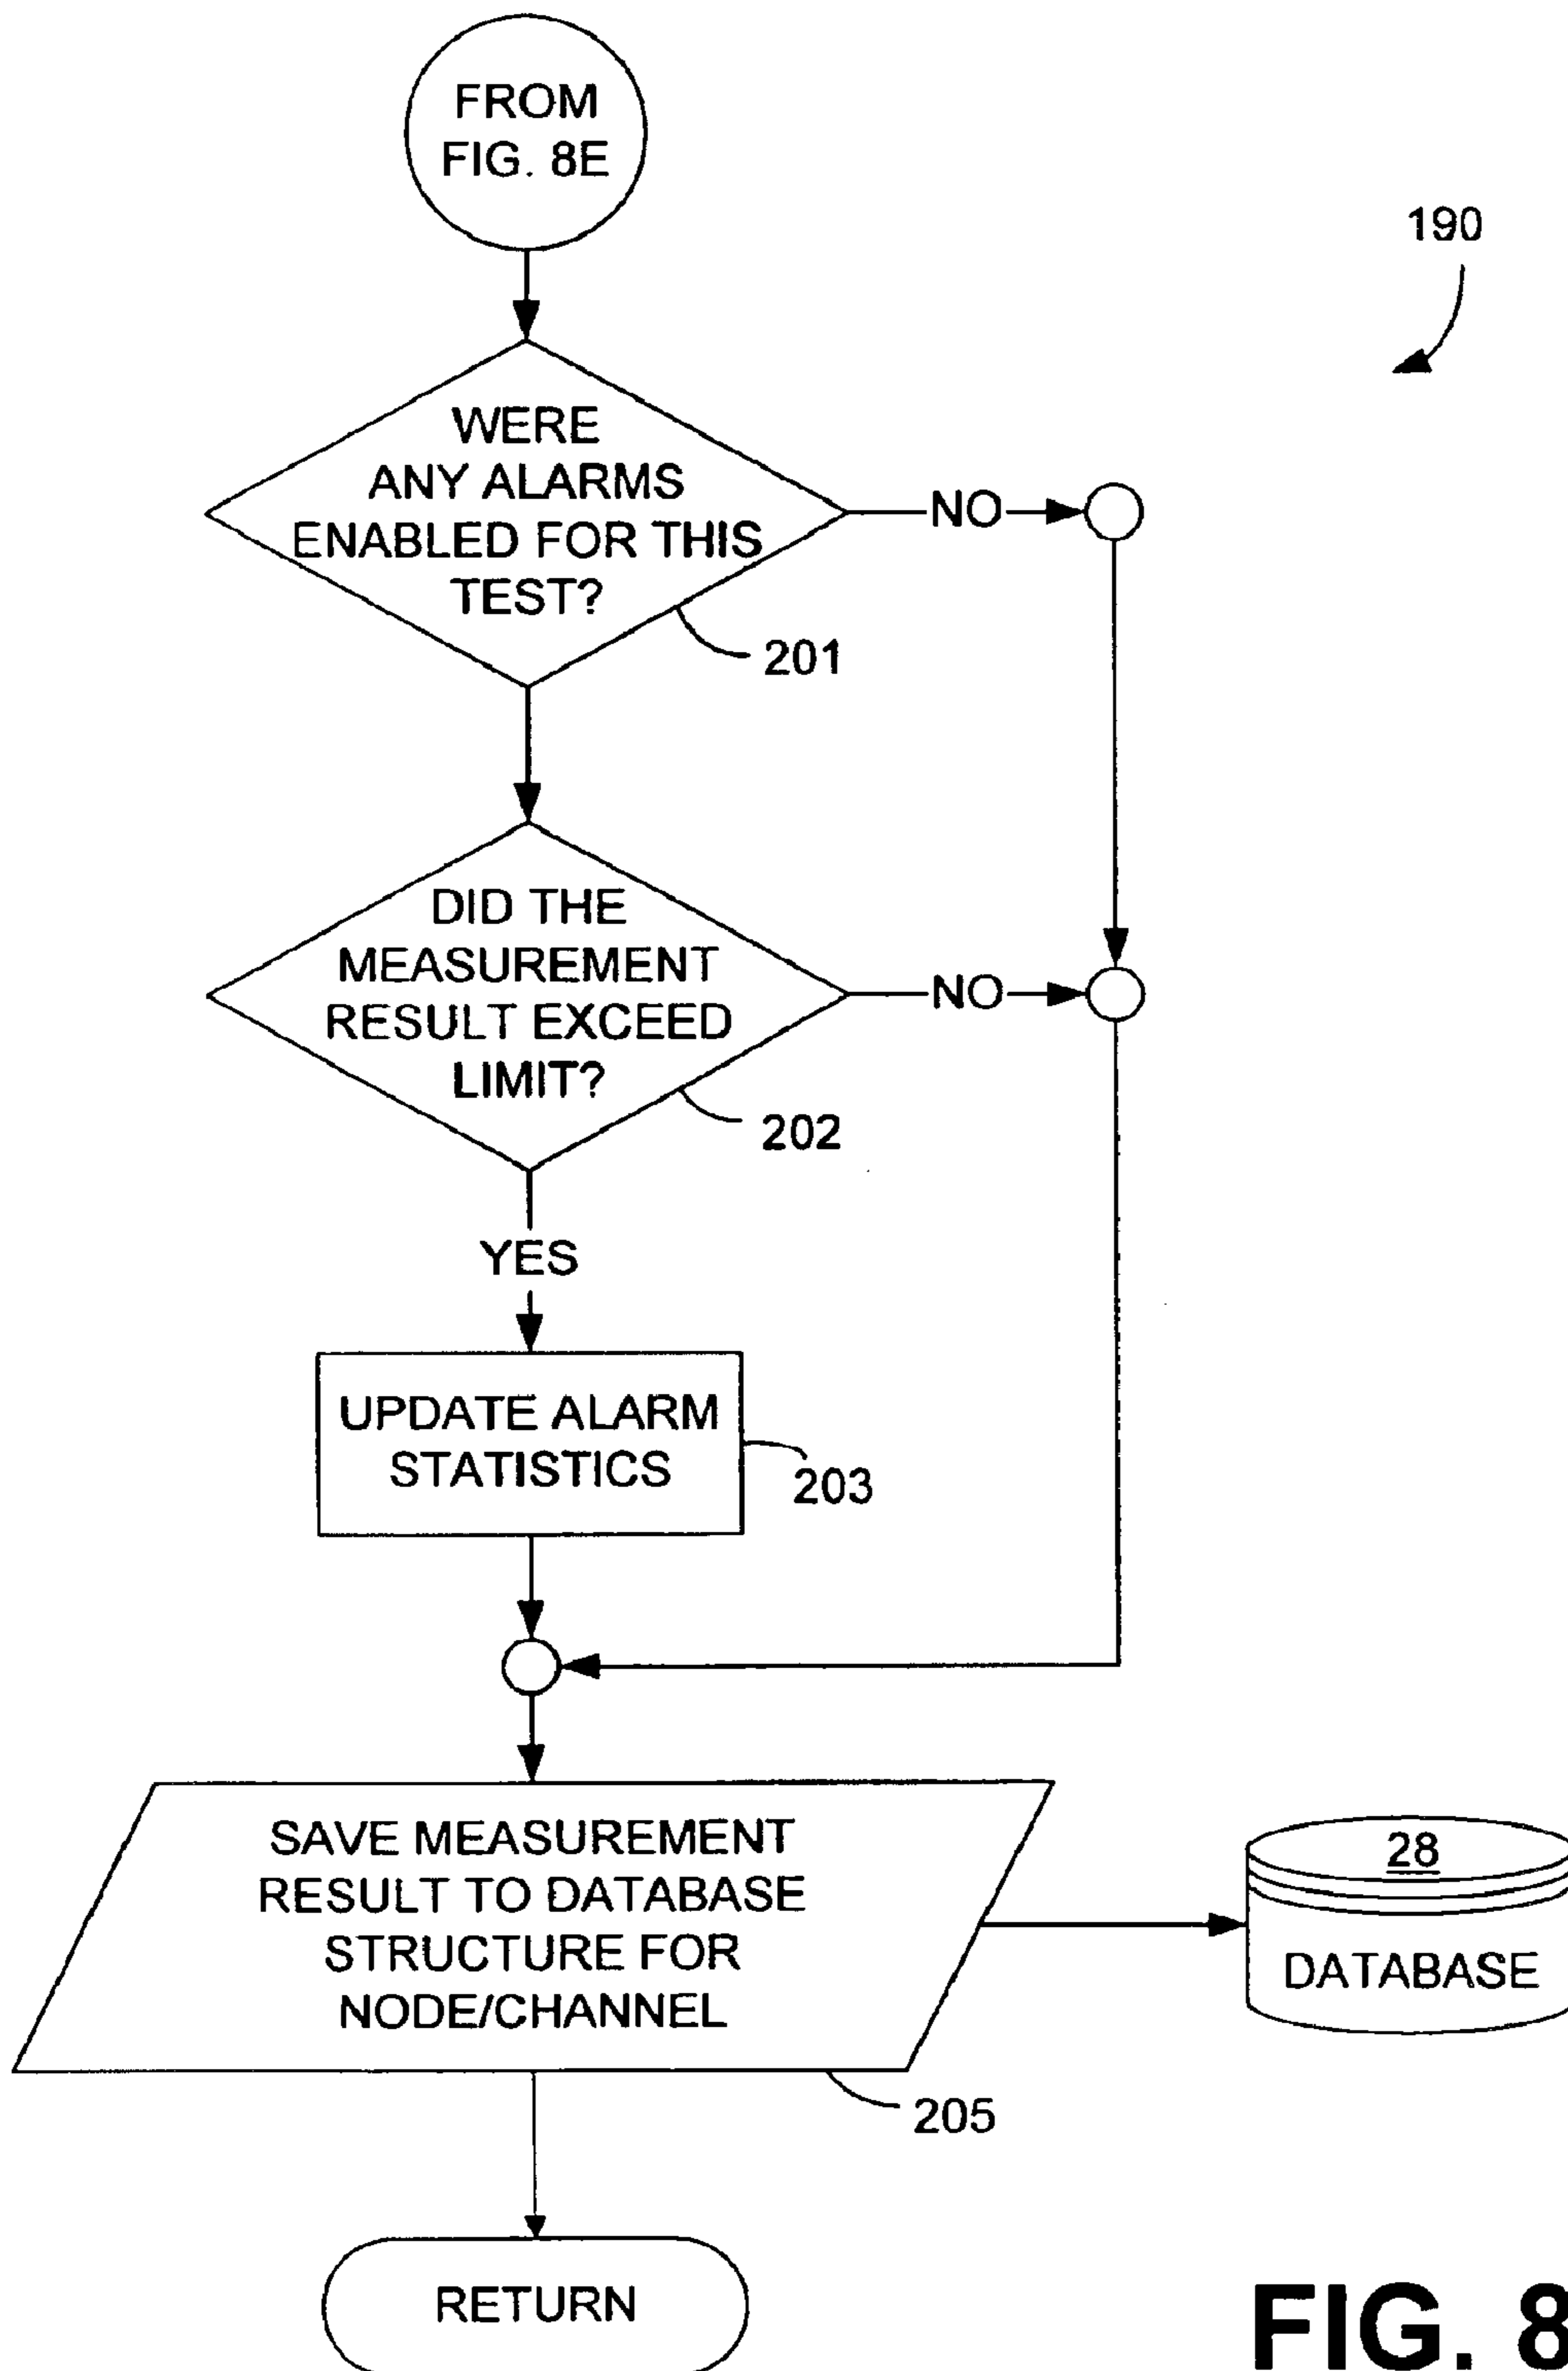 FROM
FIG. 8E
190
WERE
ANY ALARMS
ENABLED FOR THIS
TEST?
NO
201
DID THE
MEASUREMENT
RESULT EXCEED
LIMIT?
NO
202
YES
UPDATE ALARM
STATISTICS
203
SAVE MEASUREMENT
RESULT TO DATABASE
STRUCTURE FOR
NODE/CHANNEL
28
DATABASE
205
RETURN
FIG. 8